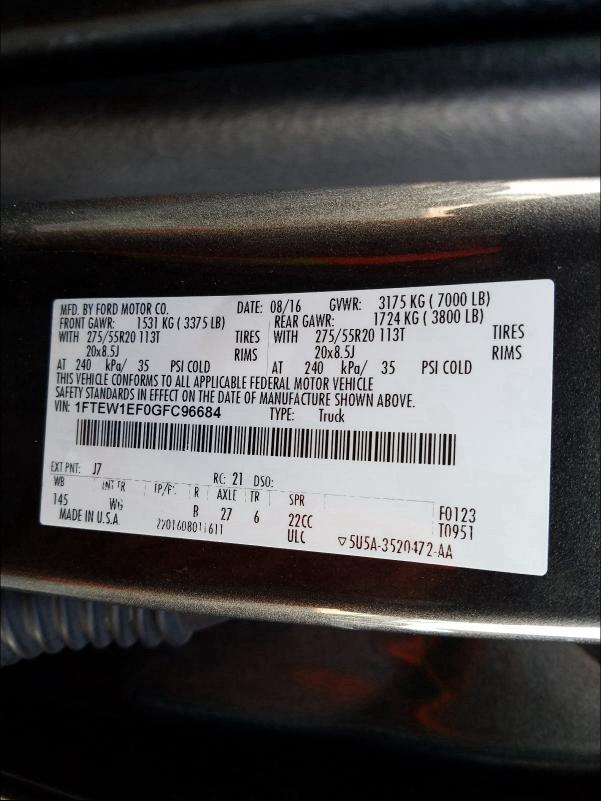 MFD. BY FORD MOTOR CO. DATE: 08/16 GVWR: 3175 KG ( 7000 LB)
FRONT GAWR: 1531 KG ( 3375 LB) REAR GAWR: 1724 KG ( 3800 LB)
WITH 275/55R20 113T TIRES WITH 275/55R20 113T TIRES
20x8.5J RIMS 20x8.5J RIMS
AT 240 kPa/ 35 PSI COLD AT 240 kPa/ 35 PSI COLD
THIS VEHICLE CONFORMS TO ALL APPLICABLE FEDERAL MOTOR VEHICLE
SAFETY STANDARDS IN EFFECT ON THE DATE OF MANUFACTURE SHOWN ABOVE.
VIN: 1FTEW1EF0GFC96684 TYPE: Truck
EXT PNT: J7 RC: 21 DSO:
WB INT TR TP/PS R AXLE TR SPR
145 WG B 27 6 22CC F0123
MADE IN U.S.A. ULC T0951
▽5U5A-3520472-AA